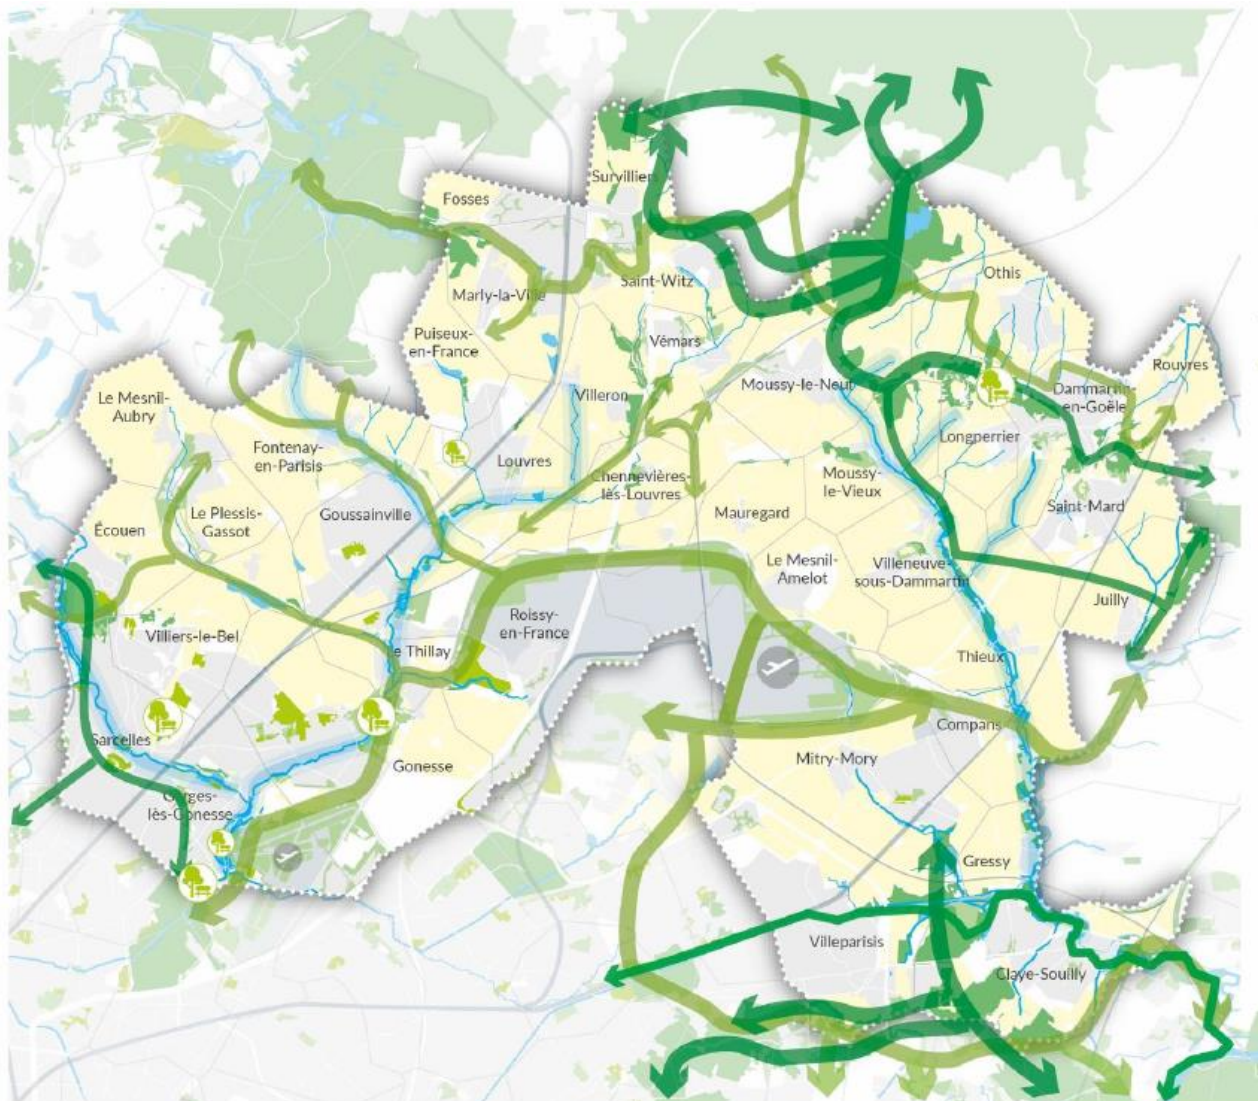 Survilliers
Fosses
Saint-Witz
Othis
Marly-la-Ville
Puiseux-
en-France
Vémars
Rouvres
Moussy-le-Neuf
Dammartin-
en-Goële
Villeron
Le Mesnil-
Aubry
Longperrier
Fontenay-
en-Parisis
Louvres
Chennevières-
lès-Louvres
Moussy-
le-Vieux
Saint-Mard
Goussainville
Le Plessis-
Gassot
Mauregard
Écouen
Le Mesnil-
Amelot
Villeneuve-
sous-Dammartin
Juilly
Roissy-
en-France
Villiers-le-Bel
Le Thillay
Thieux
Compans
Sarcelles
Mitry-Mory
Gonesse
Garges-
lès-Gonesse
Gressy
Villeparisis
Claye-Souilly